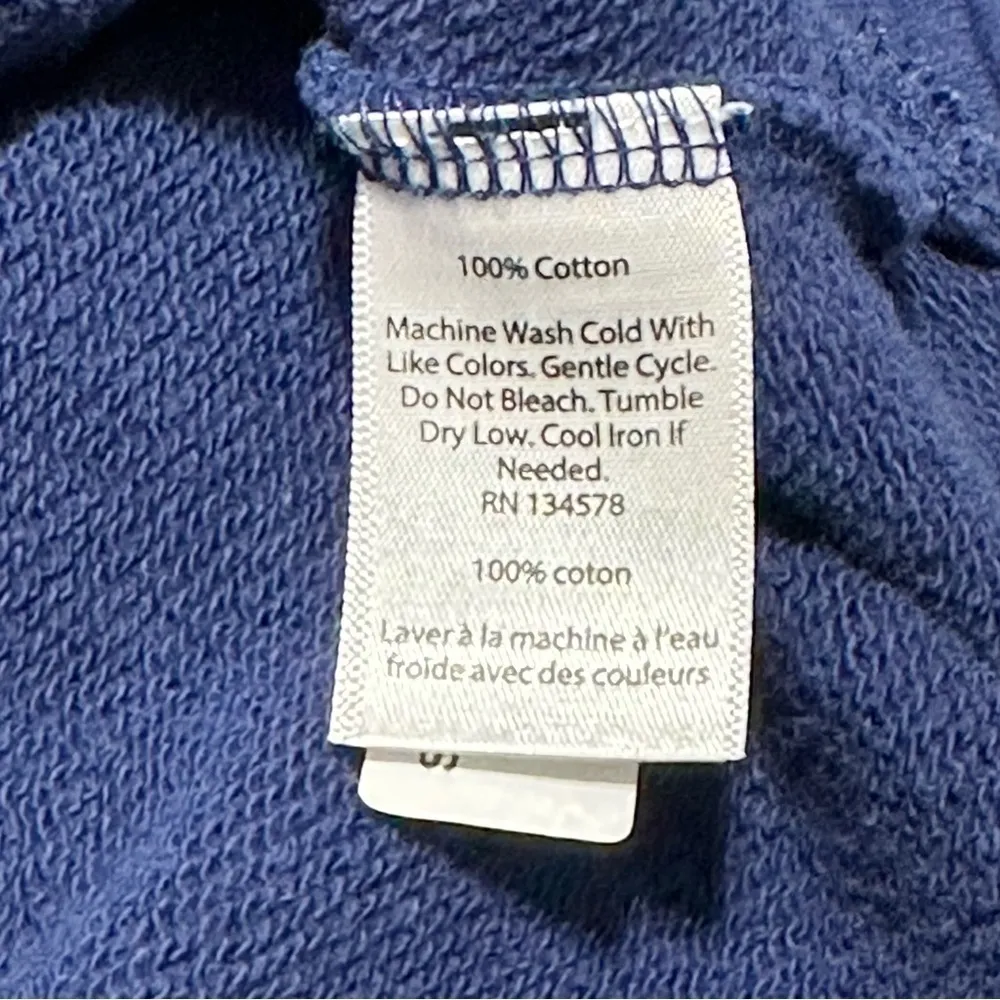 100% Cotton
Machine Wash Cold With
Like Colors. Gentle Cycle.
Do Not Bleach. Tumble
Dry Low. Cool Iron If
Needed.
RN 134578
100% coton
Laver à la machine à l'eau
froide avec des couleurs